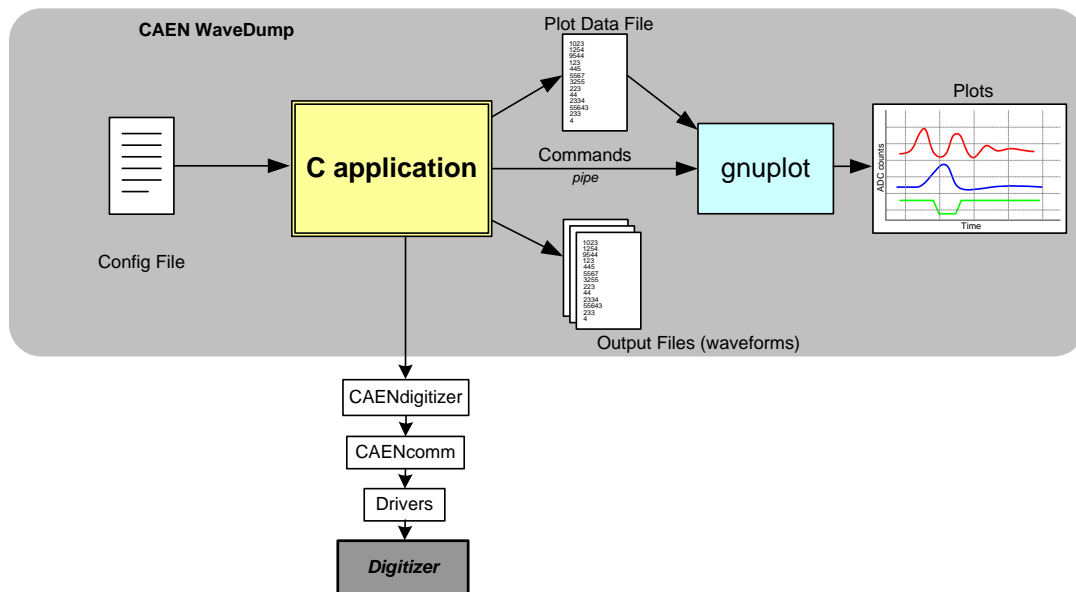 CAEN WaveDump
Plot Data File
1023
1254
9544
123
445
5567
3255
223
44
2334
55643
233
4
Config File
C application
Commands
pipe
gnuplot
Plots
ADC counts
Time
1023
1254
9544
123
445
5567
3255
223
44
2334
55643
233
4
Output Files (waveforms)
CAENdigitizer
CAENcomm
Drivers
Digitizer